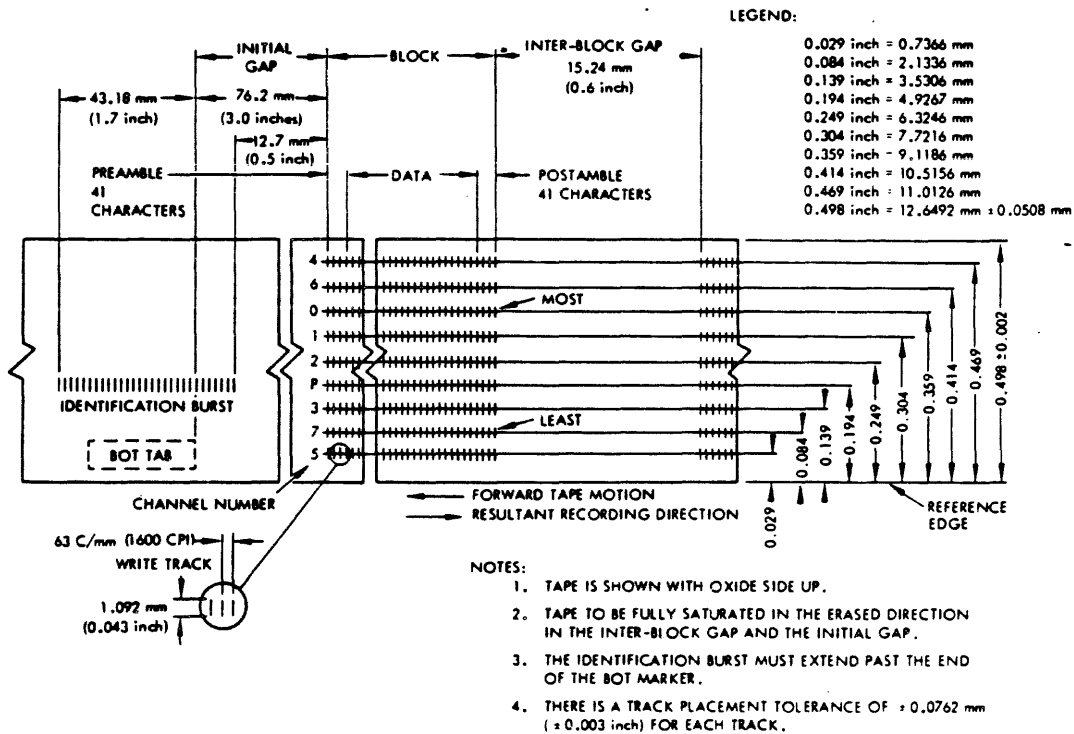 LEGEND:
0.029 inch = 0.7366 mm
0.084 inch = 2.1336 mm
0.139 inch = 3.5306 mm
0.194 inch = 4.9267 mm
0.249 inch = 6.3246 mm
0.304 inch = 7.7216 mm
0.359 inch - 9.1186 mm
0.414 inch = 10.5156 mm
0.469 inch = 11.0126 mm
0.498 inch = 12.6492 mm ± 0.0508 mm
INITIAL
GAP
BLOCK
INTER-BLOCK GAP
15.24 mm
(0.6 inch)
43.18 mm
(1.7 inch)
76.2 mm
(3.0 inches)
12.7 mm
(0.5 inch)
PREAMBLE
41
CHARACTERS
DATA
POSTAMBLE
41 CHARACTERS
4
6
0
1
2
P
3
7
5
MOST
LEAST
IDENTIFICATION BURST
BOT TAB
CHANNEL NUMBER
FORWARD TAPE MOTION
RESULTANT RECORDING DIRECTION
0.029
0.084
0.139
0.194
0.249
0.304
0.359
0.414
0.469
0.498 ±0.002
REFERENCE
EDGE
63 C/mm (1600 CPI)
WRITE TRACK
1.092 mm
(0.043 inch)
NOTES:
1. TAPE IS SHOWN WITH OXIDE SIDE UP.
2. TAPE TO BE FULLY SATURATED IN THE ERASED DIRECTION
IN THE INTER-BLOCK GAP AND THE INITIAL GAP.
3. THE IDENTIFICATION BURST MUST EXTEND PAST THE END
OF THE BOT MARKER.
4. THERE IS A TRACK PLACEMENT TOLERANCE OF ± 0.0762 mm
(± 0.003 inch) FOR EACH TRACK.